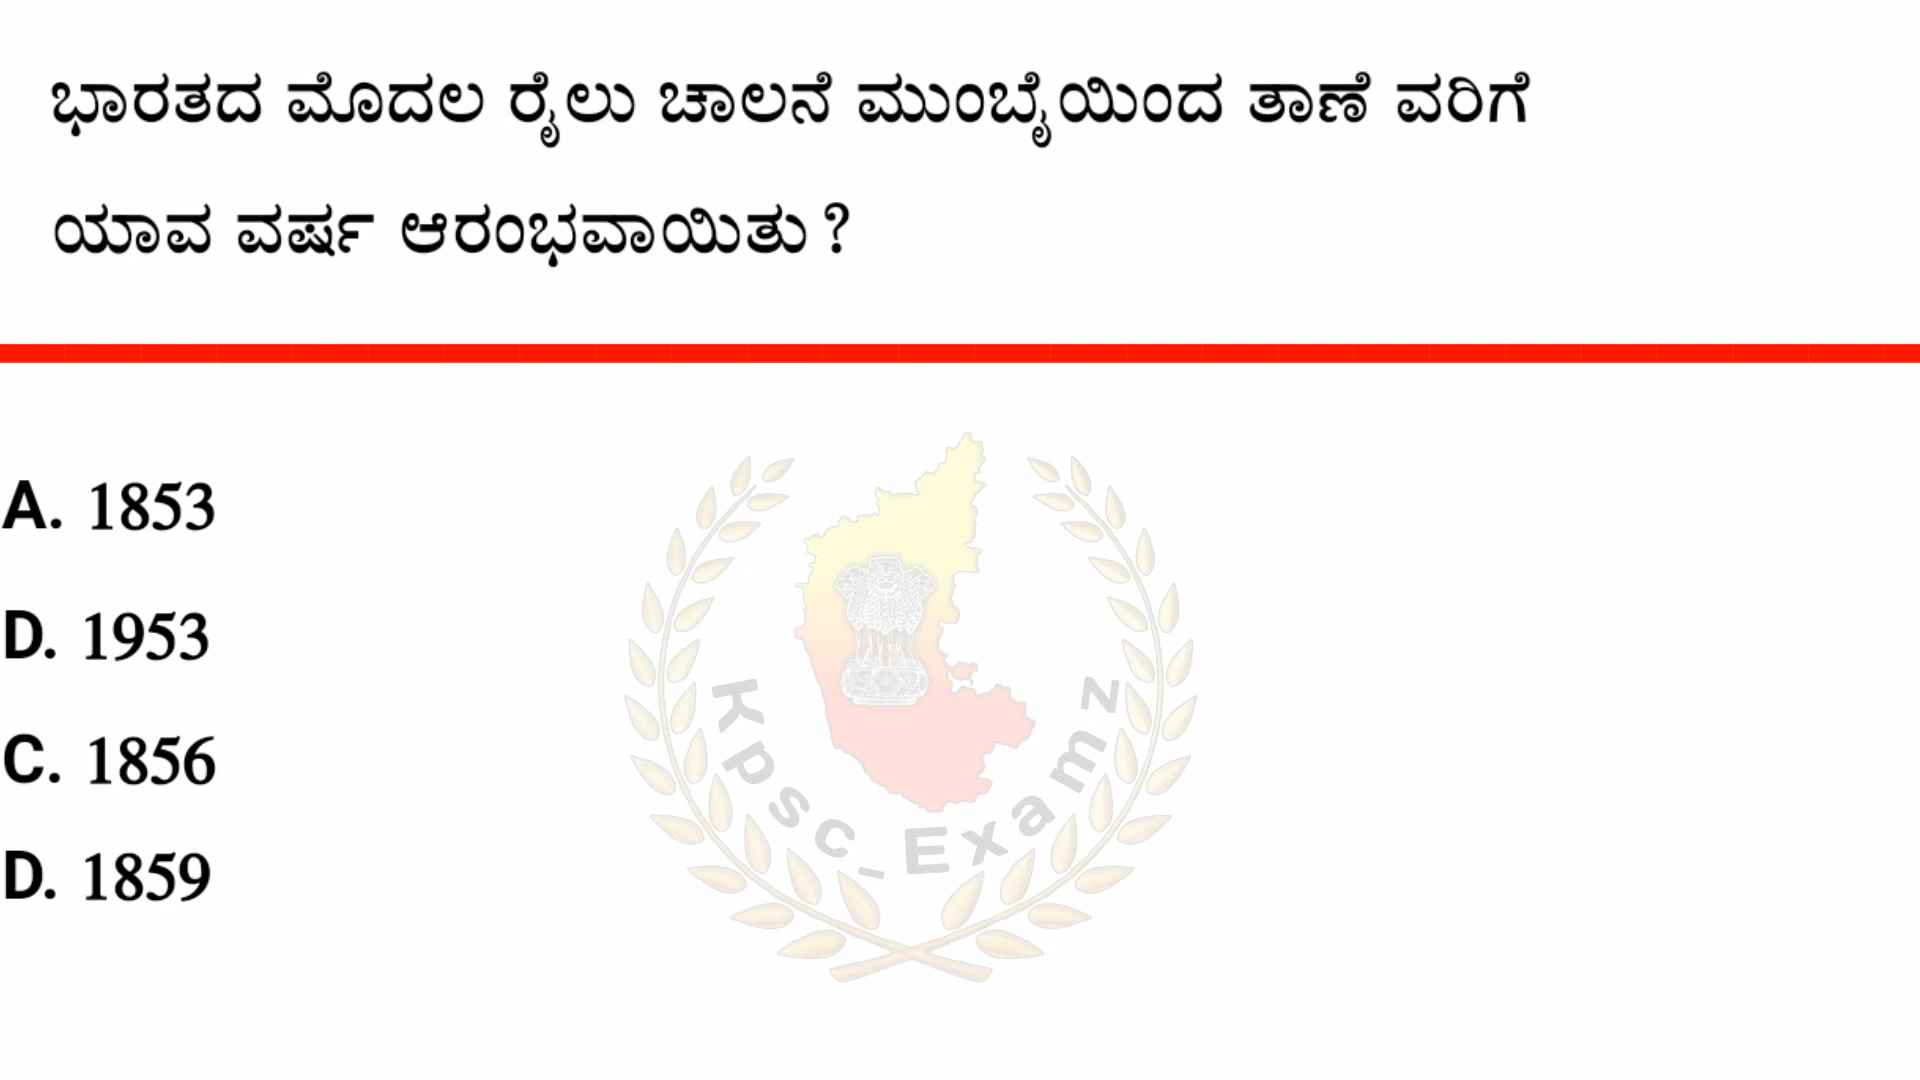 ಭಾರತದ ಮೊದಲ ರೈಲು ಚಾಲನೆ ಮುಂಬೈಯಿಂದ ತಾಣೆ ವರಿಗೆ
ಯಾವ ವರ್ಷ ಆರಂಭವಾಯಿತು ?
A. 1853
D. 1953
C. 1856
D. 1859
Kpsc_Examz